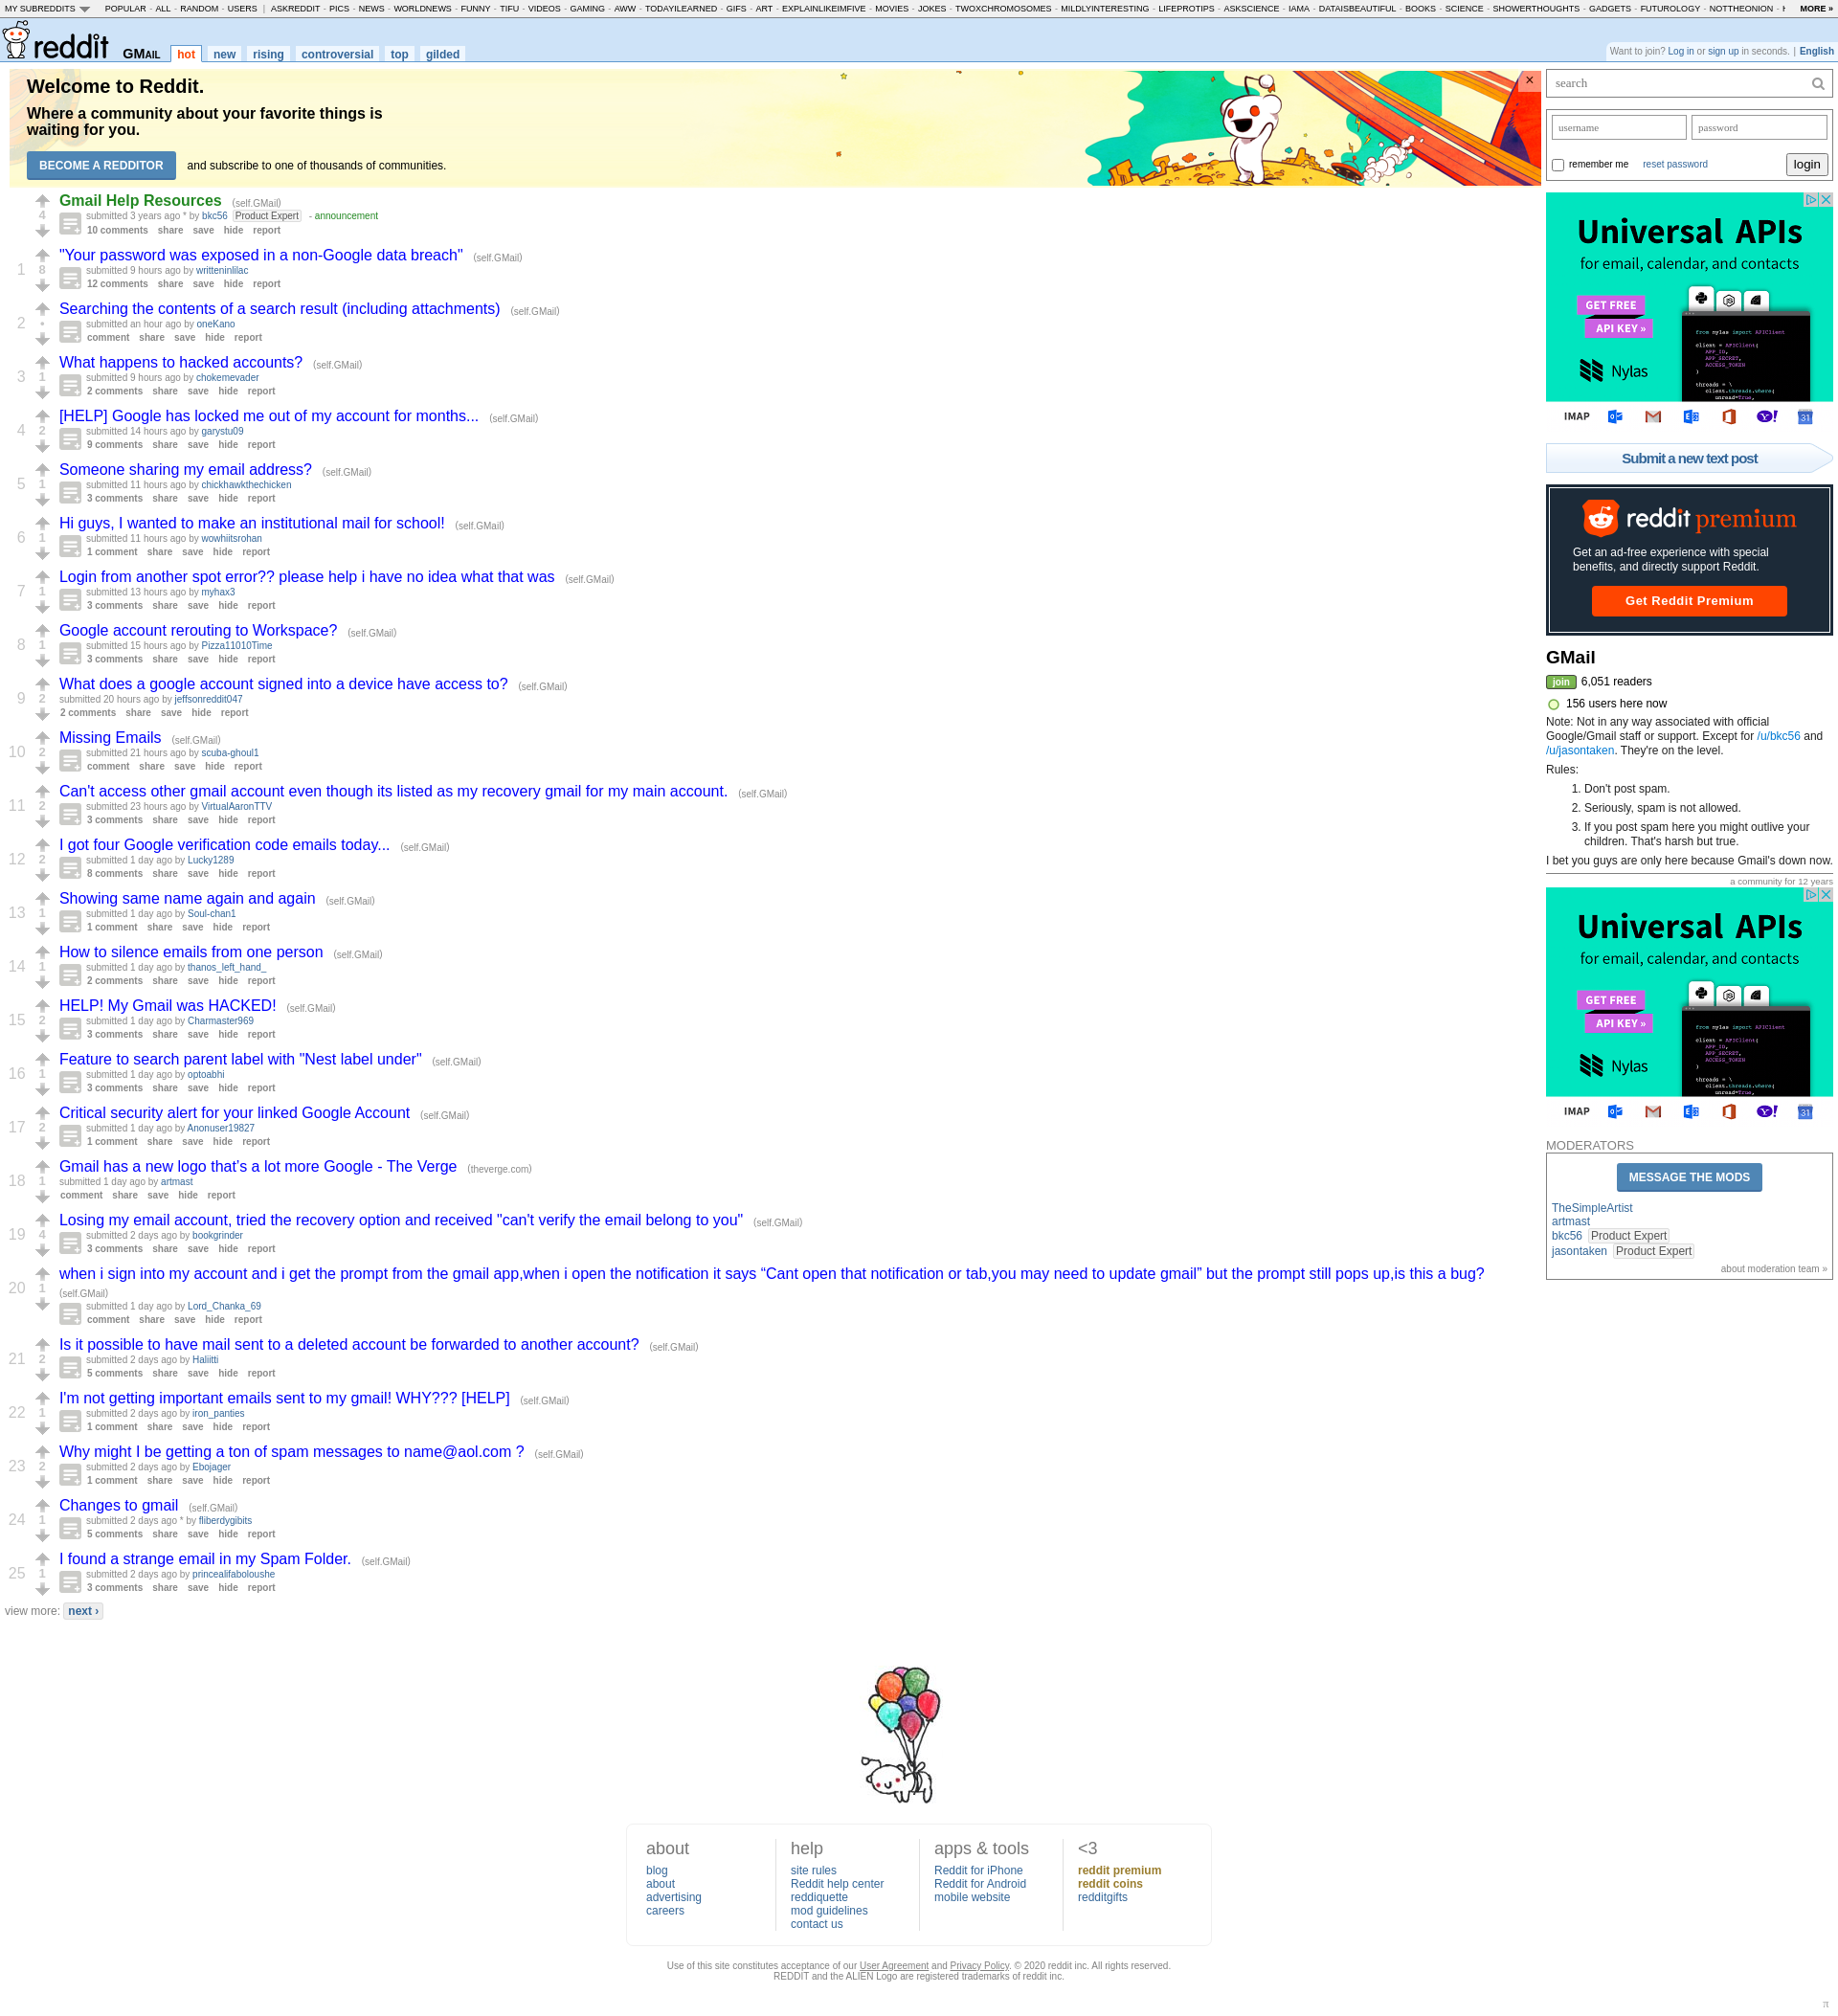 MY SUBREDDITS POPULAR - ALL - RANDOM - USERS | ASKREDDIT - PICS - NEWS - WORLDNEWS - FUNNY - TIFU - VIDEOS - GAMING - AWW - TODAYILEARNED - GIFS - ART - EXPLAINLIKEIMFIVE - MOVIES - JOKES - TWOXCHROMOSOMES - MILDLYINTERESTING - LIFEPROTIPS - ASKSCIENCE - IAMA - DATAISBEAUTIFUL - BOOKS - SCIENCE - SHOWERTHOUGHTS - GADGETS - FUTUROLOGY - NOTTHEONION - MORE »
reddit GMAIL hot new rising controversial top gilded
Want to join? Log in or sign up in seconds. | English
Welcome to Reddit.
Where a community about your favorite things is
waiting for you.
BECOME A REDDITOR and subscribe to one of thousands of communities.
×
Gmail Help Resources (self.GMail)
4 submitted 3 years ago * by bkc56 Product Expert - announcement
10 comments share save hide report
"Your password was exposed in a non-Google data breach" (self.GMail)
1 8 submitted 9 hours ago by writteninlilac
12 comments share save hide report
Searching the contents of a search result (including attachments) (self.GMail)
2 • submitted an hour ago by oneKano
comment share save hide report
What happens to hacked accounts? (self.GMail)
3 1 submitted 9 hours ago by chokemevader
2 comments share save hide report
[HELP] Google has locked me out of my account for months... (self.GMail)
4 2 submitted 14 hours ago by garystu09
9 comments share save hide report
Someone sharing my email address? (self.GMail)
5 1 submitted 11 hours ago by chickhawkthechicken
3 comments share save hide report
Hi guys, I wanted to make an institutional mail for school! (self.GMail)
6 1 submitted 11 hours ago by wowhiitsrohan
1 comment share save hide report
Login from another spot error?? please help i have no idea what that was (self.GMail)
7 1 submitted 13 hours ago by myhax3
3 comments share save hide report
Google account rerouting to Workspace? (self.GMail)
8 1 submitted 15 hours ago by Pizza11010Time
3 comments share save hide report
What does a google account signed into a device have access to? (self.GMail)
9 2 submitted 20 hours ago by jeffsonreddit047
2 comments share save hide report
Missing Emails (self.GMail)
10 2 submitted 21 hours ago by scuba-ghoul1
comment share save hide report
Can't access other gmail account even though its listed as my recovery gmail for my main account. (self.GMail)
11 2 submitted 23 hours ago by VirtualAaronTTV
3 comments share save hide report
I got four Google verification code emails today... (self.GMail)
12 2 submitted 1 day ago by Lucky1289
8 comments share save hide report
Showing same name again and again (self.GMail)
13 1 submitted 1 day ago by Soul-chan1
1 comment share save hide report
How to silence emails from one person (self.GMail)
14 1 submitted 1 day ago by thanos_left_hand_
2 comments share save hide report
HELP! My Gmail was HACKED! (self.GMail)
15 2 submitted 1 day ago by Charmaster969
3 comments share save hide report
Feature to search parent label with "Nest label under" (self.GMail)
16 1 submitted 1 day ago by optoabhi
3 comments share save hide report
Critical security alert for your linked Google Account (self.GMail)
17 2 submitted 1 day ago by Anonuser19827
1 comment share save hide report
Gmail has a new logo that's a lot more Google - The Verge (theverge.com)
18 1 submitted 1 day ago by artmast
comment share save hide report
Losing my email account, tried the recovery option and received "can't verify the email belong to you" (self.GMail)
19 4 submitted 2 days ago by bookgrinder
3 comments share save hide report
when i sign into my account and i get the prompt from the gmail app,when i open the notification it says “Cant open that notification or tab,you may need to update gmail” but the prompt still pops up,is this a bug?
(self.GMail)
20 1 submitted 1 day ago by Lord_Chanka_69
comment share save hide report
Is it possible to have mail sent to a deleted account be forwarded to another account? (self.GMail)
21 2 submitted 2 days ago by Haliitti
5 comments share save hide report
I'm not getting important emails sent to my gmail! WHY??? [HELP] (self.GMail)
22 1 submitted 2 days ago by iron_panties
1 comment share save hide report
Why might I be getting a ton of spam messages to name@aol.com ? (self.GMail)
23 2 submitted 2 days ago by Ebojager
1 comment share save hide report
Changes to gmail (self.GMail)
24 1 submitted 2 days ago * by fliberdygibits
5 comments share save hide report
I found a strange email in my Spam Folder. (self.GMail)
25 1 submitted 2 days ago by princealifaboloushe
3 comments share save hide report
view more: next ›
search
username password
remember me reset password login
Universal APIs
for email, calendar, and contacts
GET FREE
API KEY »
from nylas import APIClient
client = APIClient(
APP_ID,
APP_SECRET,
ACCESS_TOKEN
)
threads = \
client.threads.where(
unread=True,
Nylas
IMAP 31
Submit a new text post
reddit premium
Get an ad-free experience with special
benefits, and directly support Reddit.
Get Reddit Premium
GMail
join 6,051 readers
156 users here now
Note: Not in any way associated with official
Google/Gmail staff or support. Except for /u/bkc56 and
/u/jasontaken. They're on the level.
Rules:
1. Don't post spam.
2. Seriously, spam is not allowed.
3. If you post spam here you might outlive your
children. That's harsh but true.
I bet you guys are only here because Gmail's down now.
a community for 12 years
Universal APIs
for email, calendar, and contacts
GET FREE
API KEY »
from nylas import APIClient
client = APIClient(
APP_ID,
APP_SECRET,
ACCESS_TOKEN
)
threads = \
client.threads.where(
unread=True,
Nylas
IMAP 31
MODERATORS
MESSAGE THE MODS
TheSimpleArtist
artmast
bkc56 Product Expert
jasontaken Product Expert
about moderation team »
about
blog
about
advertising
careers
help
site rules
Reddit help center
reddiquette
mod guidelines
contact us
apps & tools
Reddit for iPhone
Reddit for Android
mobile website
<3
reddit premium
reddit coins
redditgifts
Use of this site constitutes acceptance of our User Agreement and Privacy Policy. © 2020 reddit inc. All rights reserved.
REDDIT and the ALIEN Logo are registered trademarks of reddit inc.
π